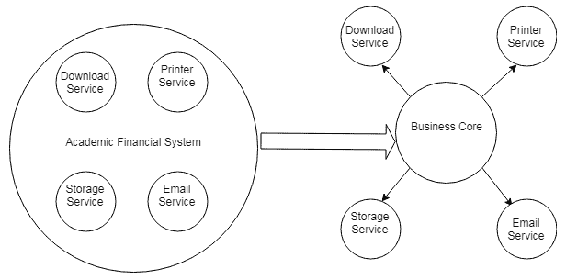 Download
Service
Printer
Service
Academic Financial System
Storage
Service
Email
Service
Download
Service
Printer
Service
Business Core
Storage
Service
Email
Service